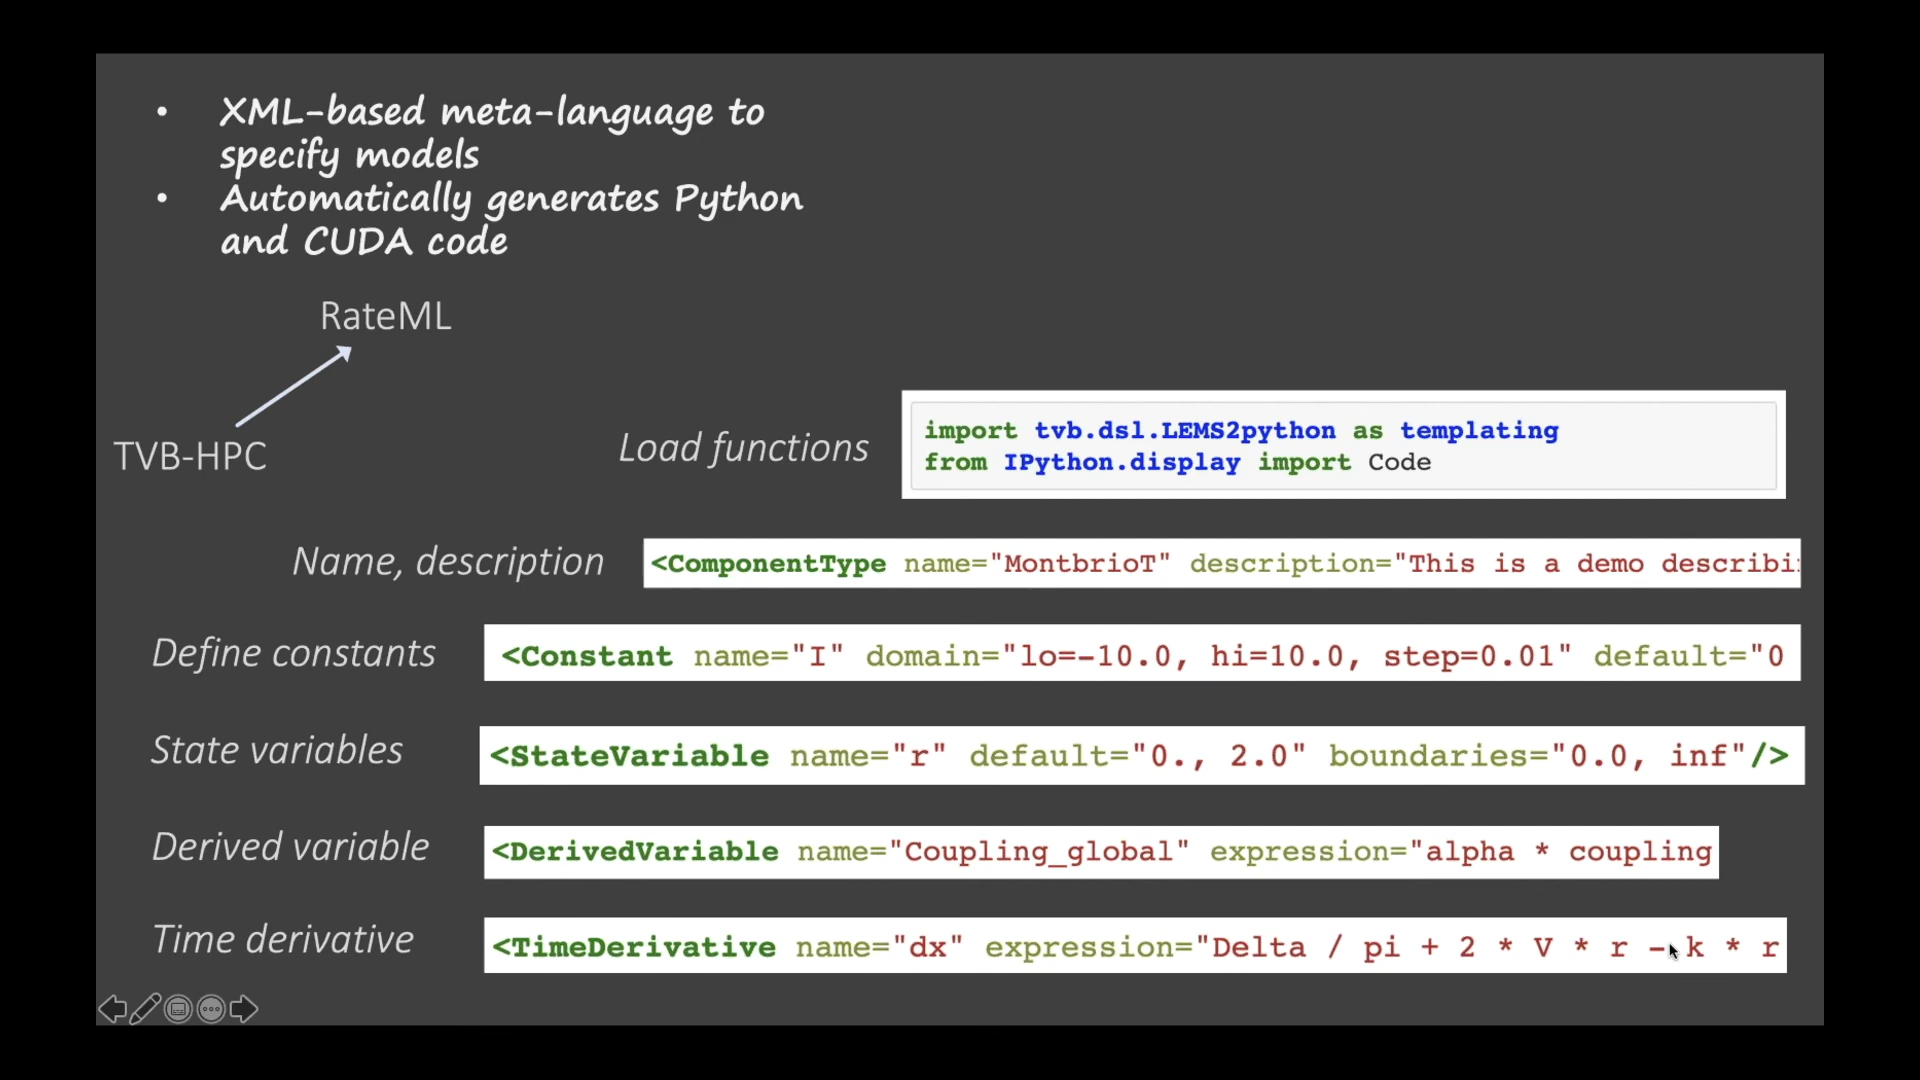 • XML-based meta-language to
specify models
• Automatically generates Python
and CUDA code
RateML
TVB-HPC
Load functions
import tvb.dsl.LEMS2python as templating
from IPython.display import Code
Name, description
<ComponentType name="MontbrioT" description="This is a demo describi
Define constants
<Constant name="I" domain="lo=-10.0, hi=10.0, step=0.01" default="0
State variables
<StateVariable name="r" default="0., 2.0" boundaries="0.0, inf"/>
Derived variable
<DerivedVariable name="Coupling_global" expression="alpha * coupling
Time derivative
<TimeDerivative name="dx" expression="Delta / pi + 2 * V * r - k * r